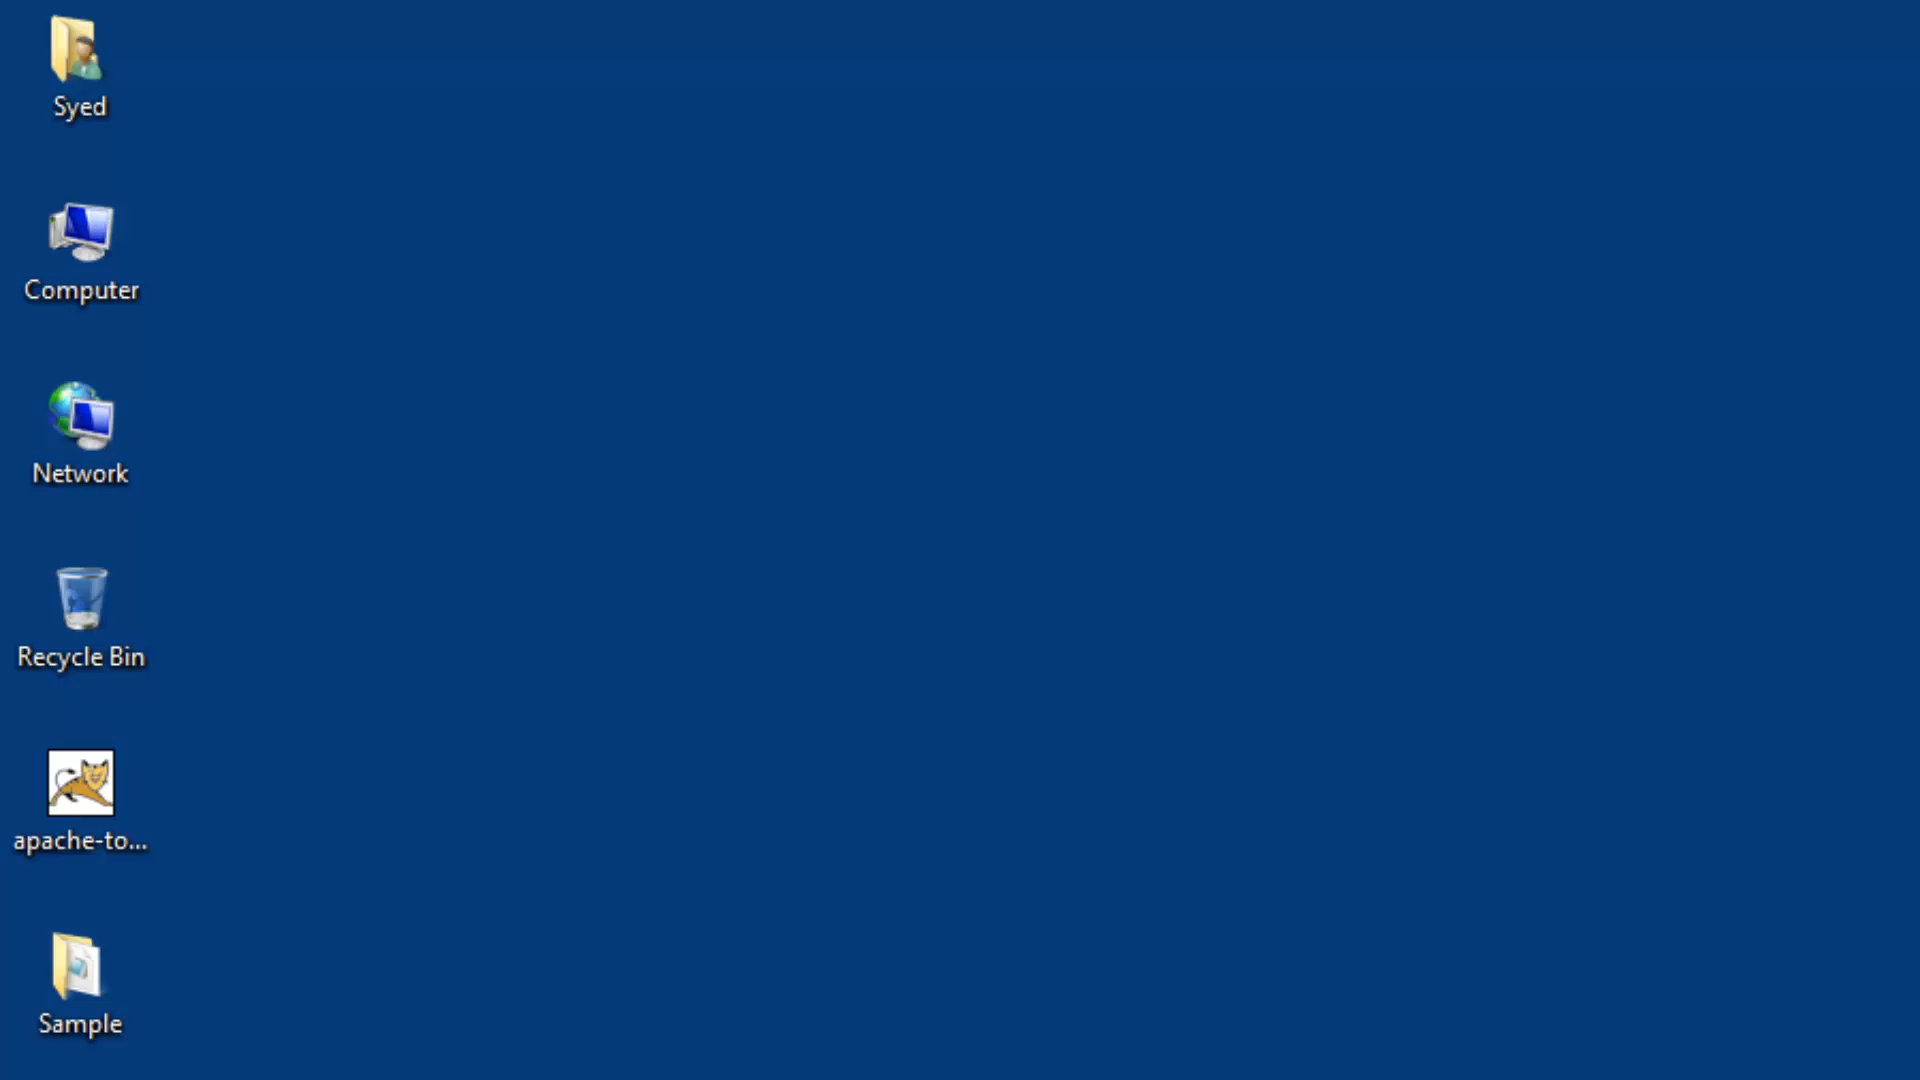 Syed
Computer
Network
Recycle Bin
apache-to...
Sample